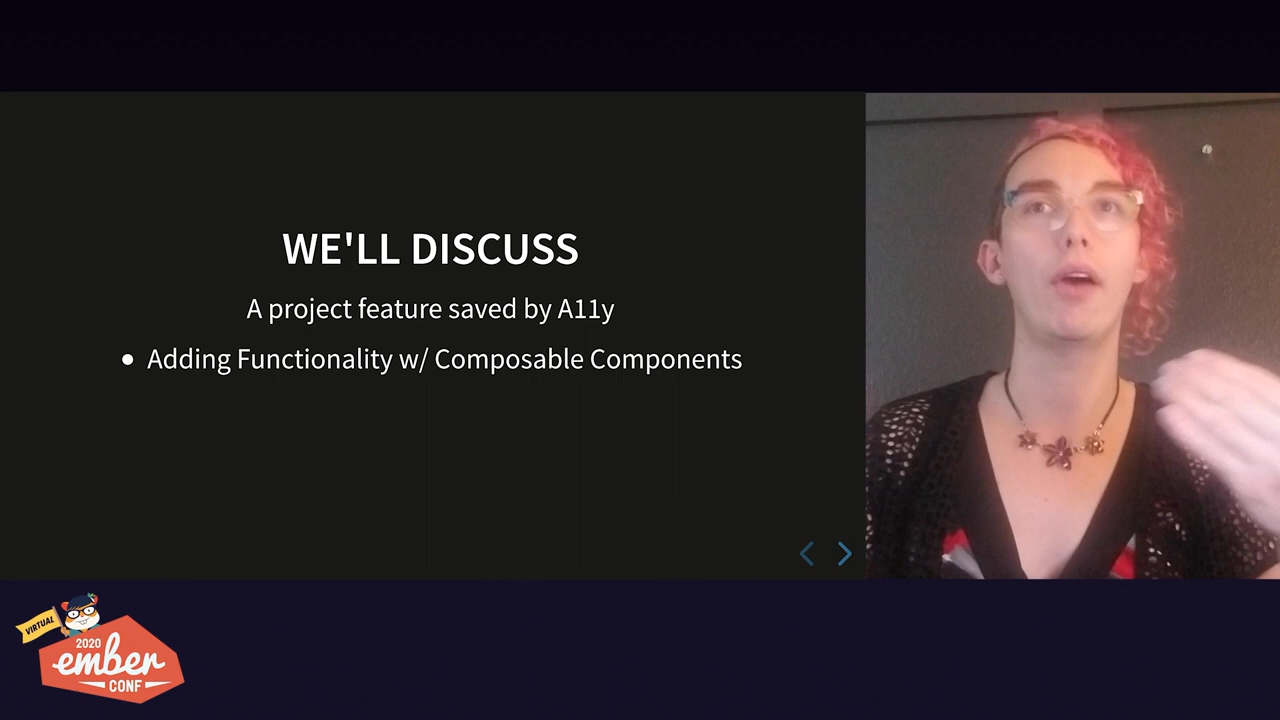 WE'LL DISCUSS
A project feature saved by A11y
Adding Functionality w/ Composable Components
VIRTUAL
2020
ember
CONF